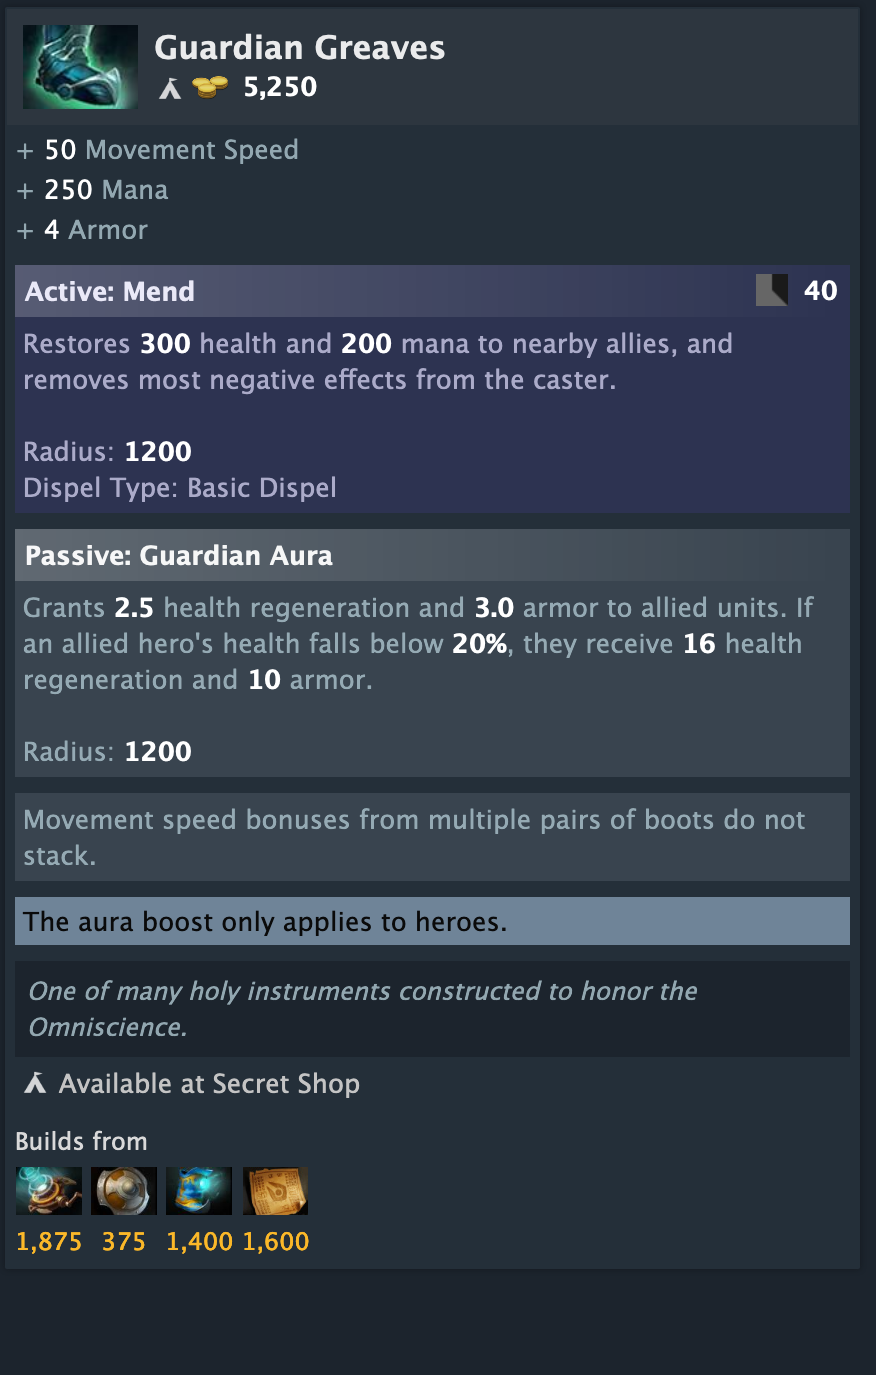 Guardian Greaves
5,250
+ 50 Movement Speed
+ 250 Mana
+ 4 Armor
Active: Mend 40
Restores 300 health and 200 mana to nearby allies, and
removes most negative effects from the caster.
Radius: 1200
Dispel Type: Basic Dispel
Passive: Guardian Aura
Grants 2.5 health regeneration and 3.0 armor to allied units. If
an allied hero's health falls below 20%, they receive 16 health
regeneration and 10 armor.
Radius: 1200
Movement speed bonuses from multiple pairs of boots do not
stack.
The aura boost only applies to heroes.
One of many holy instruments constructed to honor the
Omniscience.
Available at Secret Shop
Builds from
1,875 375 1,400 1,600